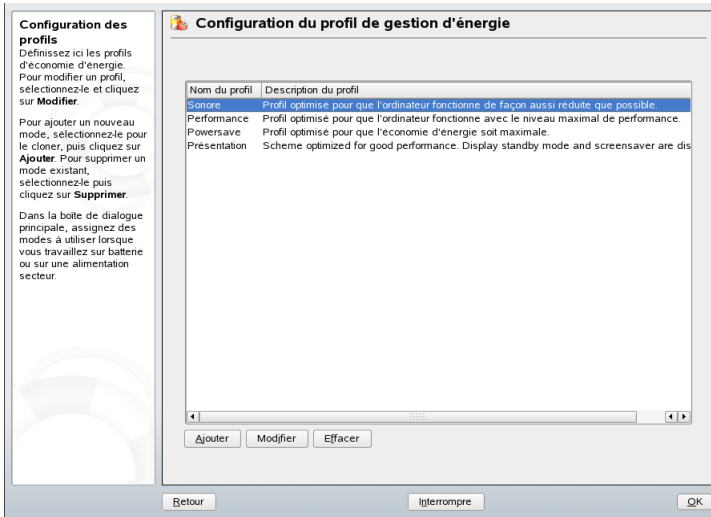 Configuration des
profils
Définissez ici les profils
d'économie d'énergie.
Pour modifier un profil,
sélectionnez-le et cliquez
sur Modifier.
Pour ajouter un nouveau
mode, sélectionnez-le pour
le cloner, puis cliquez sur
Ajouter. Pour supprimer un
mode existant,
sélectionnez-le puis
cliquez sur Supprimer.
Dans la boîte de dialogue
principale, assignez des
modes à utiliser lorsque
vous travaillez sur batterie
ou sur une alimentation
secteur.
Configuration du profil de gestion d'énergie
Nom du profil Description du profil
Sonore Profil optimisé pour que l'ordinateur fonctionne de façon aussi réduite que possible.
Performance Profil optimisé pour que l'ordinateur fonctionne avec le niveau maximal de performance.
Powersave Profil optimisé pour que l'économie d'énergie soit maximale.
Présentation Scheme optimized for good performance. Display standby mode and screensaver are dis
Ajouter Modifier Effacer
Retour Interrompre OK